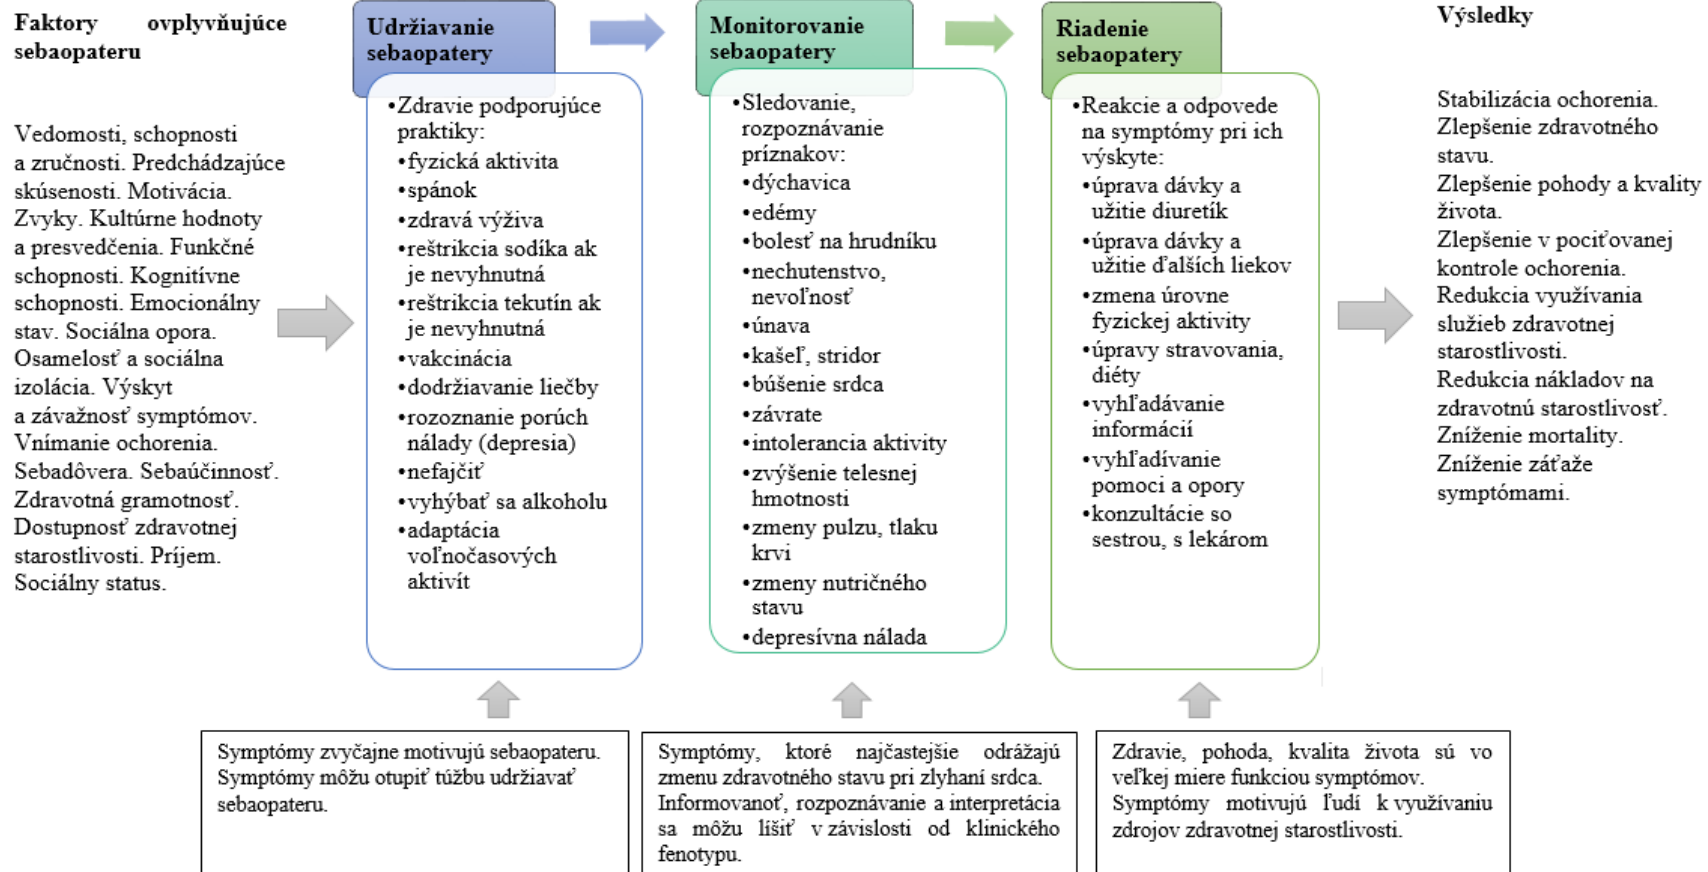 Faktory ovplyvňujúce
sebaopateru
Vedomosti, schopnosti
a zručnosti. Predchádzajúce
skúsenosti. Motivácia.
Zvyky. Kultúrne hodnoty
a presvedčenia. Funkčné
schopnosti. Kognitívne
schopnosti. Emocionálny
stav. Sociálna opora.
Osamelosť a sociálna
izolácia. Výskyt
a závažnosť symptómov.
Vnímanie ochorenia.
Sebadôvera. Sebaúčinnosť.
Zdravotná gramotnosť.
Dostupnosť zdravotnej
starostlivosti. Príjem.
Sociálny status.
Udržiavanie
sebaopatery
•Zdravie podporujúce
praktiky:
•fyzická aktivita
•spánok
•zdravá výživa
•reštrikcia sodíka ak
je nevyhnutná
•reštrikcia tekutín ak
je nevyhnutná
•vakcinácia
•dodržiavanie liečby
•rozoznanie porúch
nálady (depresia)
•nefajčiť
•vyhýbať sa alkoholu
•adaptácia
voľnočasových
aktivít
Monitorovanie
sebaopatery
•Sledovanie,
rozpoznávanie
príznakov:
•dýchavica
•edémy
•bolesť na hrudníku
•nechutenstvo,
nevoľnosť
•únava
•kašeľ, stridor
•búšenie srdca
•závrate
•intolerancia aktivity
•zvýšenie telesnej
hmotnosti
•zmeny pulzu, tlaku
krvi
•zmeny nutričného
stavu
•depresívna nálada
Riadenie
sebaopatery
•Reakcie a odpovede
na symptómy pri ich
výskyte:
•úprava dávky a
užitie diuretík
•úprava dávky a
užitie ďalších liekov
•zmena úrovne
fyzickej aktivity
•úpravy stravovania,
diéty
•vyhľadávanie
informácií
•vyhľadívanie
pomoci a opory
•konzultácie so
sestrou, s lekárom
Výsledky
Stabilizácia ochorenia.
Zlepšenie zdravotného
stavu.
Zlepšenie pohody a kvality
života.
Zlepšenie v pociťovanej
kontrole ochorenia.
Redukcia využívania
služieb zdravotnej
starostlivosti.
Redukcia nákladov na
zdravotnú starostlivosť.
Zníženie mortality.
Zníženie záťaže
symptómami.
Symptómy zvyčajne motivujú sebaopateru.
Symptómy môžu otupiť túžbu udržiavať
sebaopateru.
Symptómy, ktoré najčastejšie odrážajú
zmenu zdravotného stavu pri zlyhaní srdca.
Informovanoť, rozpoznávanie a interpretácia
sa môžu líšiť v závislosti od klinického
fenotypu.
Zdravie, pohoda, kvalita života sú vo
veľkej miere funkciou symptómov.
Symptómy motivujú ľudí k využívaniu
zdrojov zdravotnej starostlivosti.